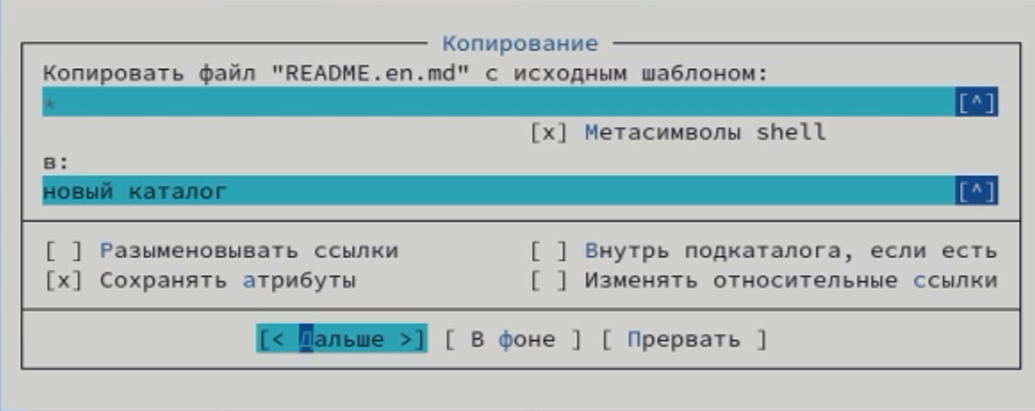 Копирование
Копировать файл "README.en.md" с исходным шаблоном:
* [^]
[x] Метасимволы shell
в:
новый каталог [^]
[ ] Разыменовывать ссылки [ ] Внутрь подкаталога, если есть
[x] Сохранять атрибуты [ ] Изменять относительные ссылки
[< Дальше >] [ В фоне ] [ Прервать ]